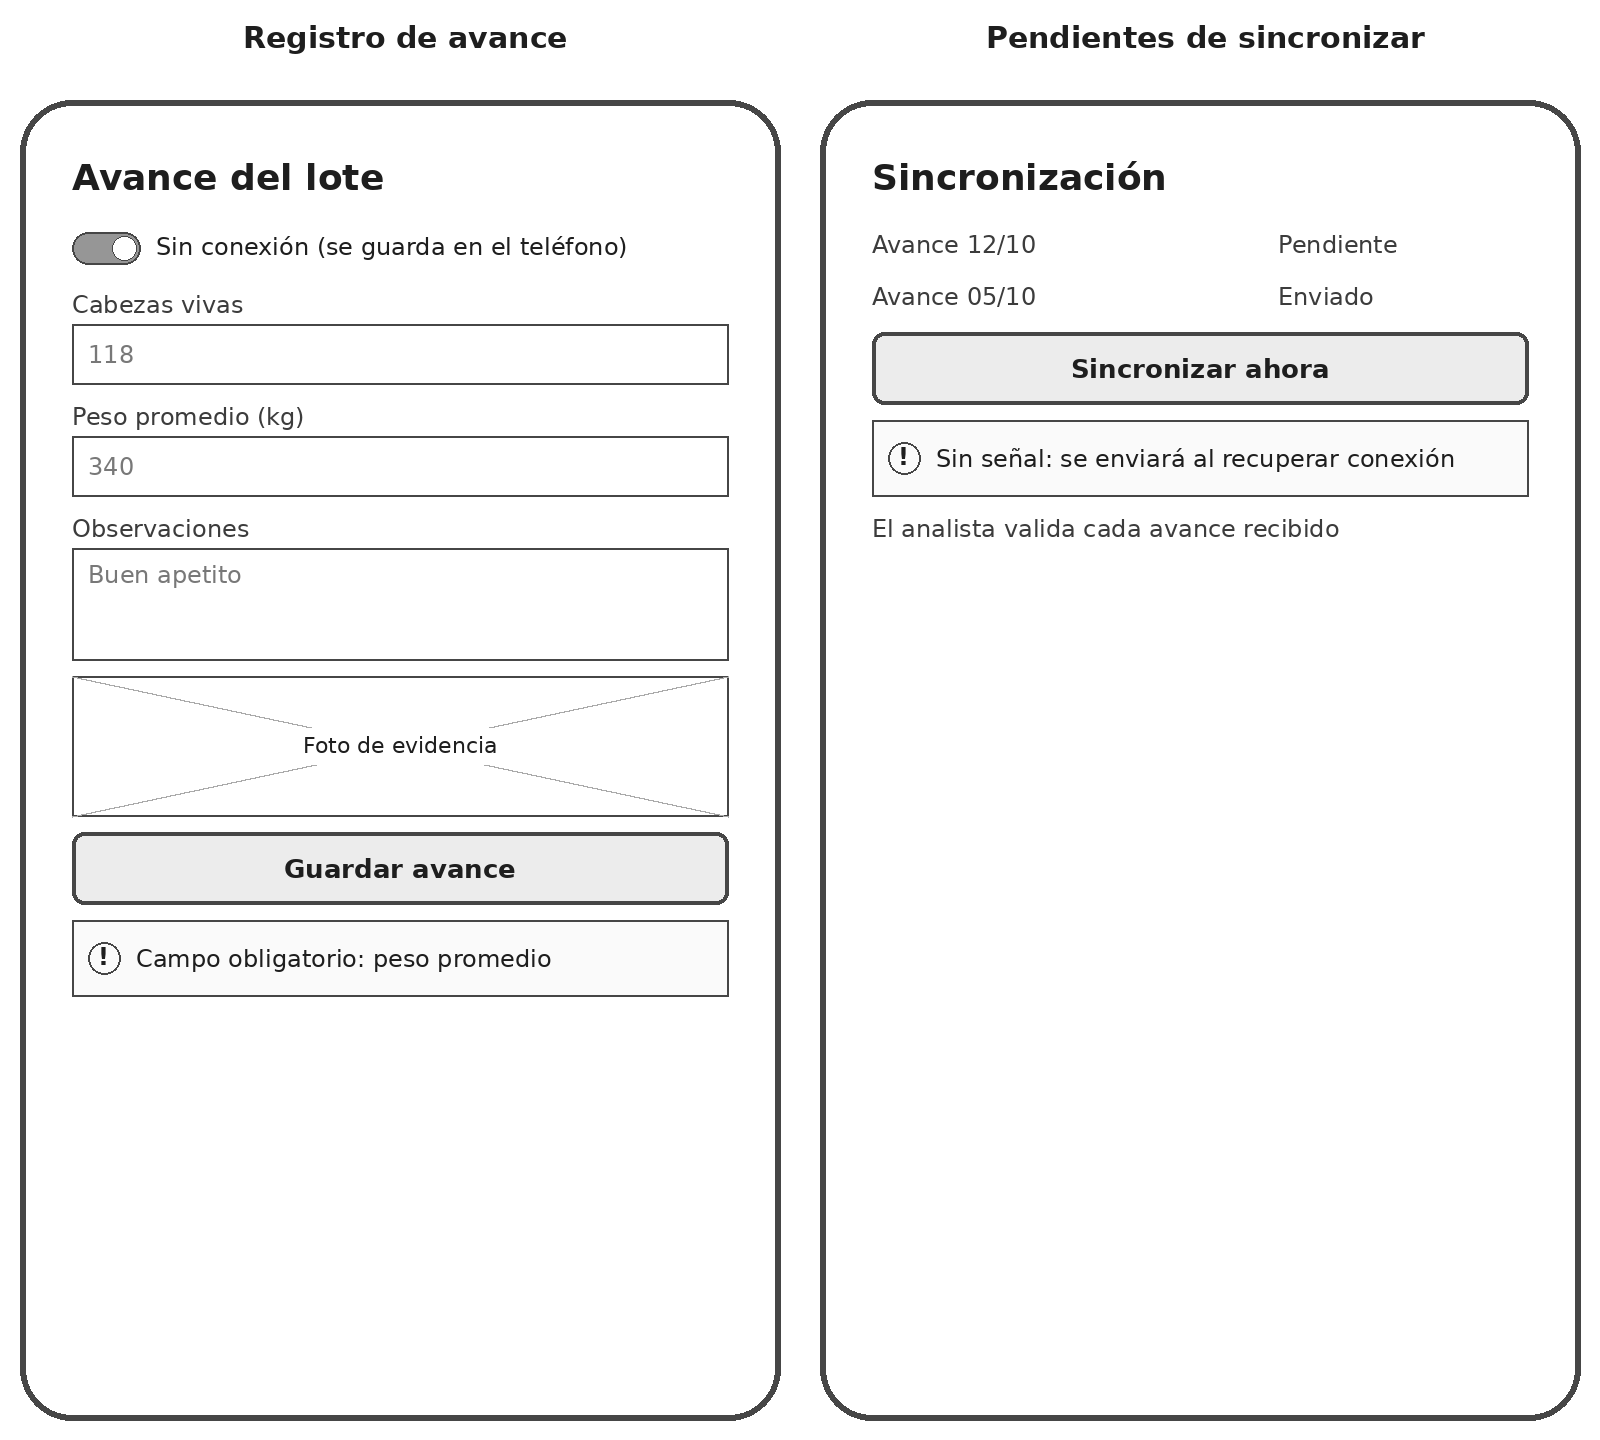 Registro de avance
Avance del lote
Sin conexión (se guarda en el teléfono)
Cabezas vivas
118
Peso promedio (kg)
340
Observaciones
Buen apetito
Foto de evidencia
Guardar avance
! Campo obligatorio: peso promedio
Pendientes de sincronizar
Sincronización
Avance 12/10 Pendiente
Avance 05/10 Enviado
Sincronizar ahora
! Sin señal: se enviará al recuperar conexión
El analista valida cada avance recibido